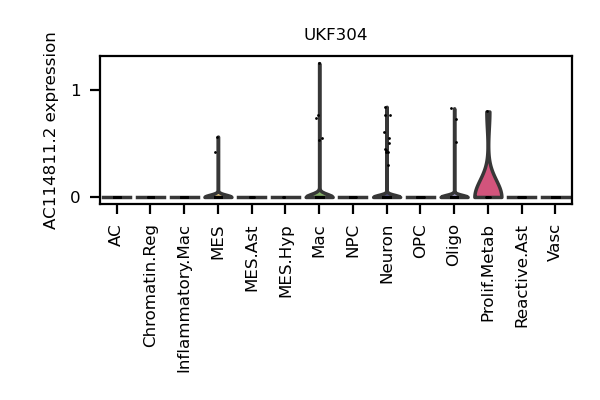 UKF304
AC114811.2 expression
1
0
AC
Chromatin.Reg
Inflammatory.Mac
MES
MES.Ast
MES.Hyp
Mac
NPC
Neuron
OPC
Oligo
Prolif.Metab
Reactive.Ast
Vasc